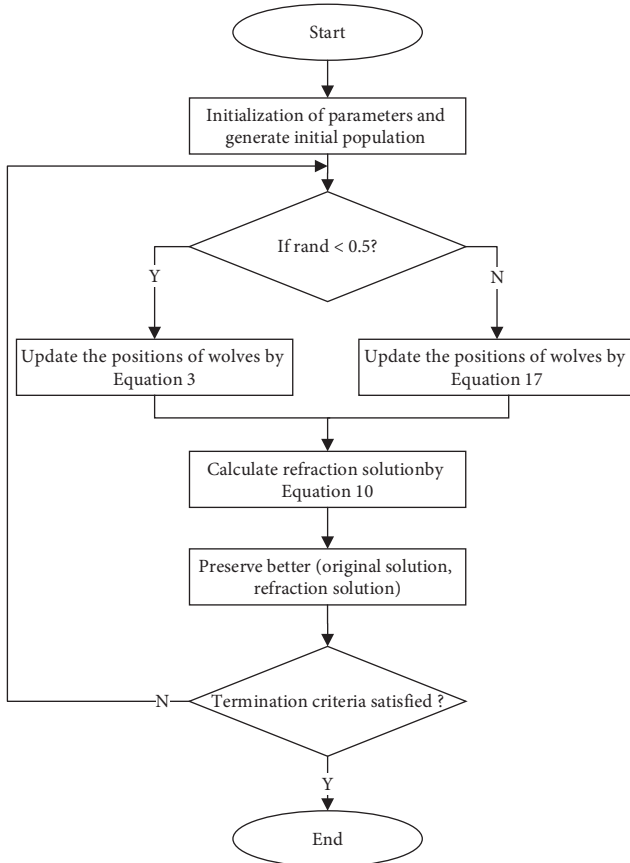 Start
Initialization of parameters and
generate initial population
If rand < 0.5?
Y
N
Update the positions of wolves by
Equation 3
Update the positions of wolves by
Equation 17
Calculate refraction solutionby
Equation 10
Preserve better (original solution,
refraction solution)
N
Termination criteria satisfied ?
Y
End